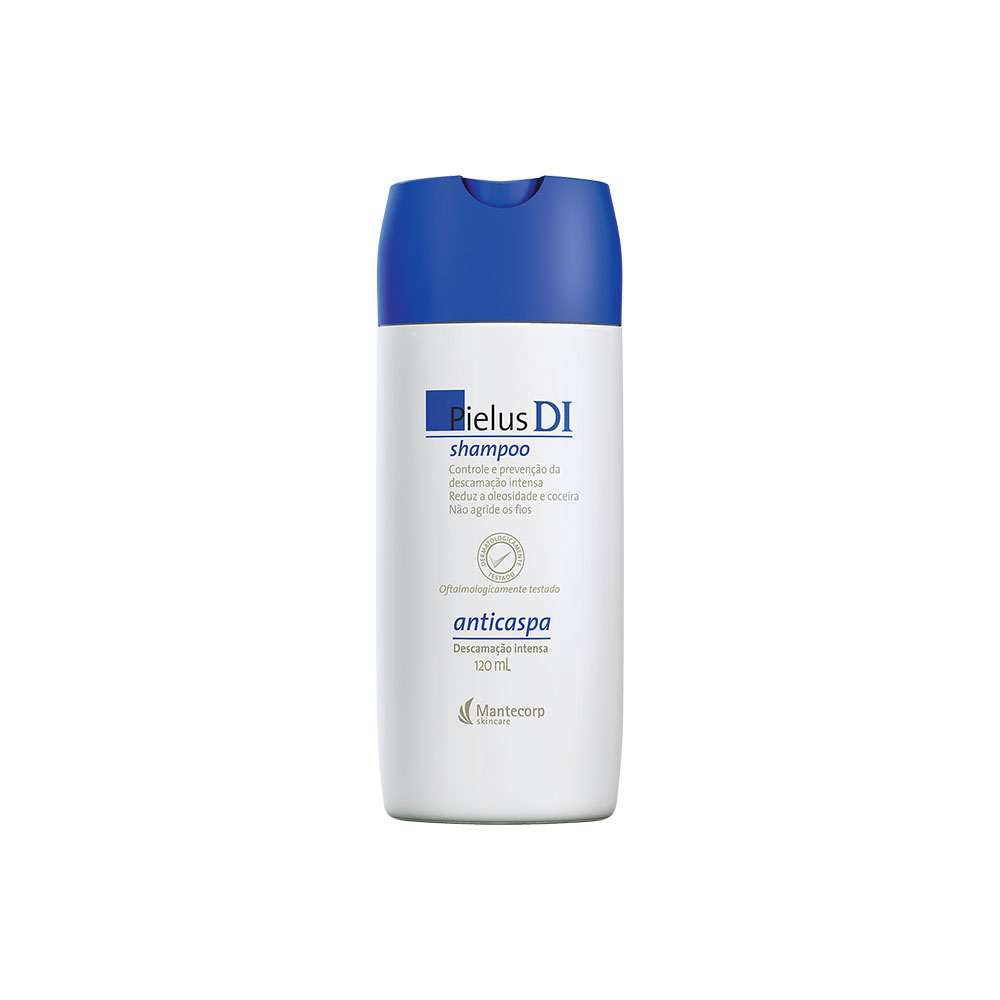 Pielus DI
shampoo
Controle e prevenção da
descamação intensa
Reduz a oleosidade e coceira
Não agride os fios
DERMATOLOGICAMENTE
TESTADO
Oftalmologicamente testado
anticaspa
Descamação intensa
120 mL
Mantecorp
skincare